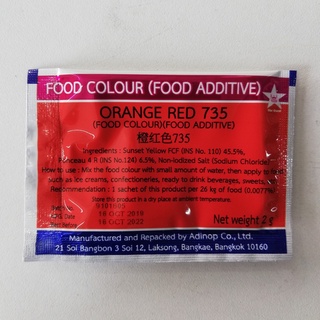 FOOD COLOUR (FOOD ADDITIVE)
ORANGE RED 735
(FOOD COLOUR)(FOOD ADDITIVE)
橙红色735
Ingredients : Sunset Yellow FCF (INS No. 110) 45.5%,
Ponceau 4 R (INS No.124) 6.5%, Non-iodized Salt (Sodium Chloride)
How to use : Mix the food colour with small amount of water, then apply to food
such as ice creams, confectioneries, ready to drink beverages, sweets,
Recommendation : 1 sachet of this product per 26 kg of food (0.0077%)
Store this product in a dry place at ambient temperature.
18 OCT 2022
Net weight 2 g
Manufactured and Repacked by Adinop Co., Ltd.
21 Soi Bangbon 3 Soi 12, Laksong, Bangkae, Bangkok 10160